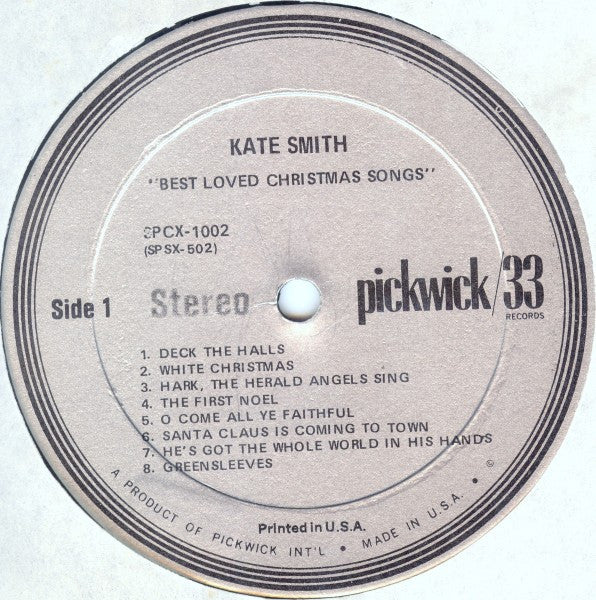 KATE SMITH
"BEST LOVED CHRISTMAS SONGS"
SPCX-1002
(SPSX-502)
Side 1
Stereo
pickwick/33
RECORDS
1. DECK THE HALLS
2. WHITE CHRISTMAS
3. HARK, THE HERALD ANGELS SING
4. THE FIRST NOEL
5. O COME ALL YE FAITHFUL
6. SANTA CLAUS IS COMING TO TOWN
7. HE'S GOT THE WHOLE WORLD IN HIS HANDS
8. GREENSLEEVES
Printed in U.S.A.
A PRODUCT OF PICKWICK INT'L • MADE IN U.S.A. • ©